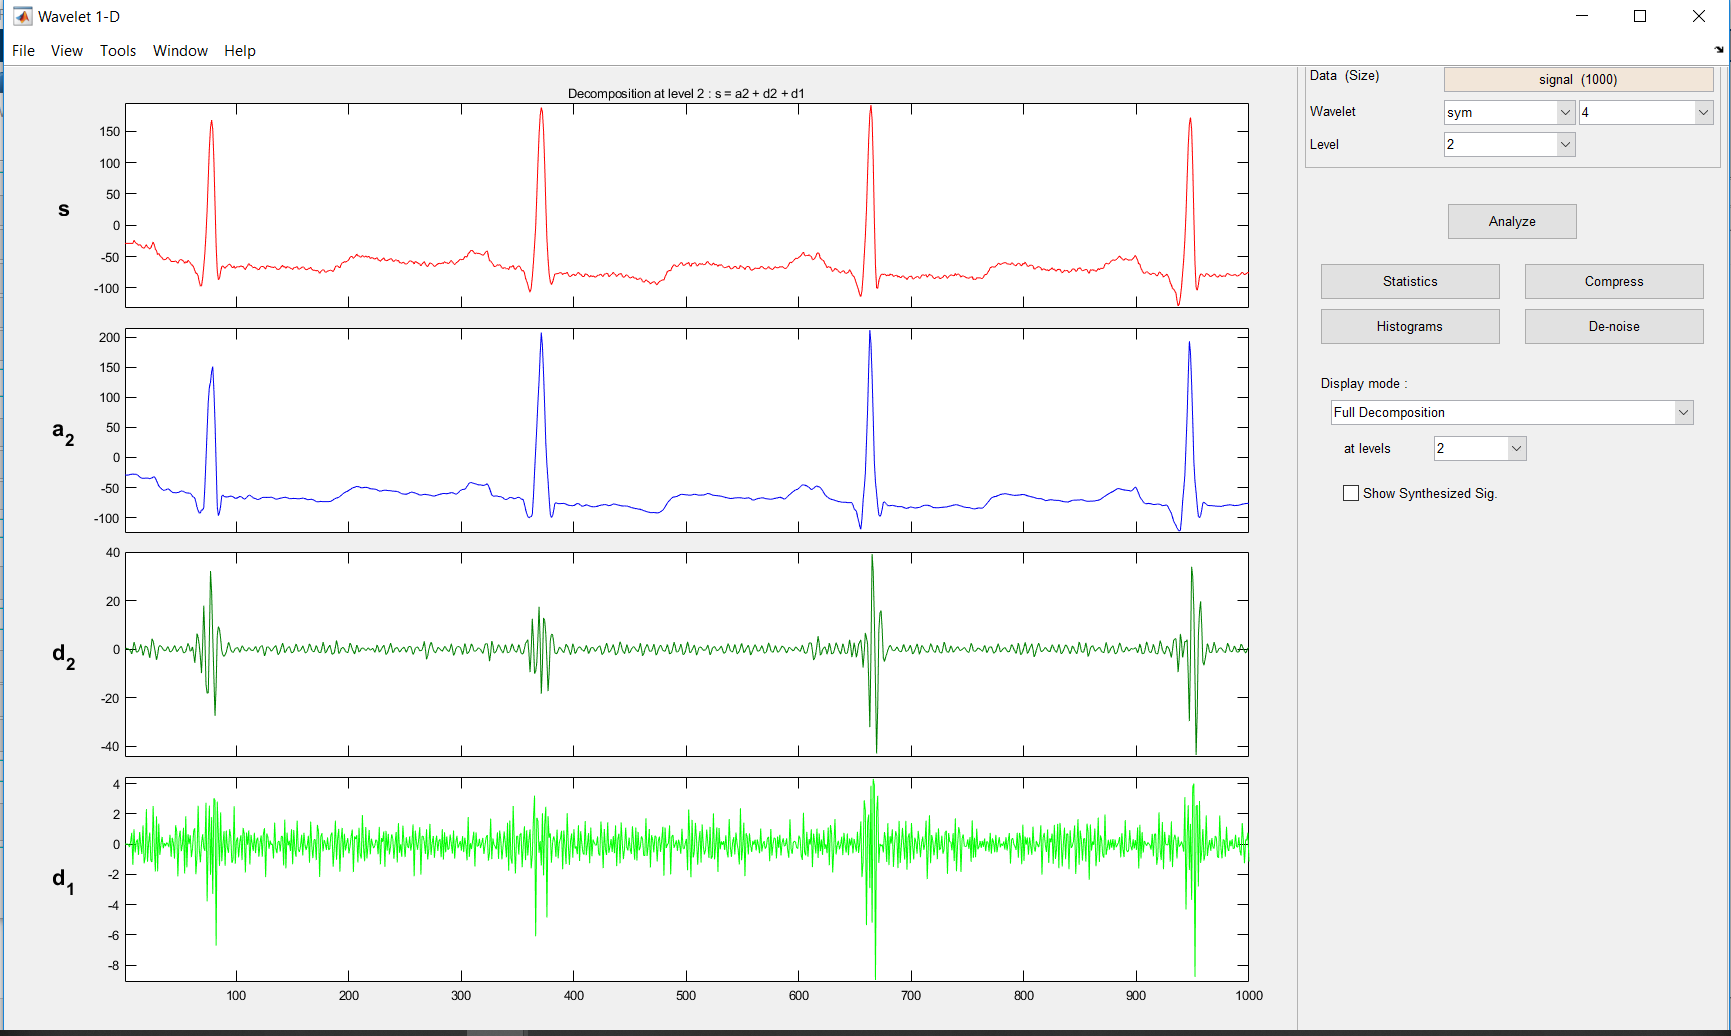 Wavelet 1-D
File View Tools Window Help
Data (Size) signal (1000)
Wavelet sym 4
Level 2
Analyze
Statistics Compress
Histograms De-noise
Display mode :
Full Decomposition
at levels 2
Show Synthesized Sig.
Decomposition at level 2 : s = a2 + d2 + d1
s
150
100
50
0
-50
-100
a2
200
150
100
50
0
-50
-100
d2
40
20
0
-20
-40
d1
4
2
0
-2
-4
-6
-8
100 200 300 400 500 600 700 800 900 1000